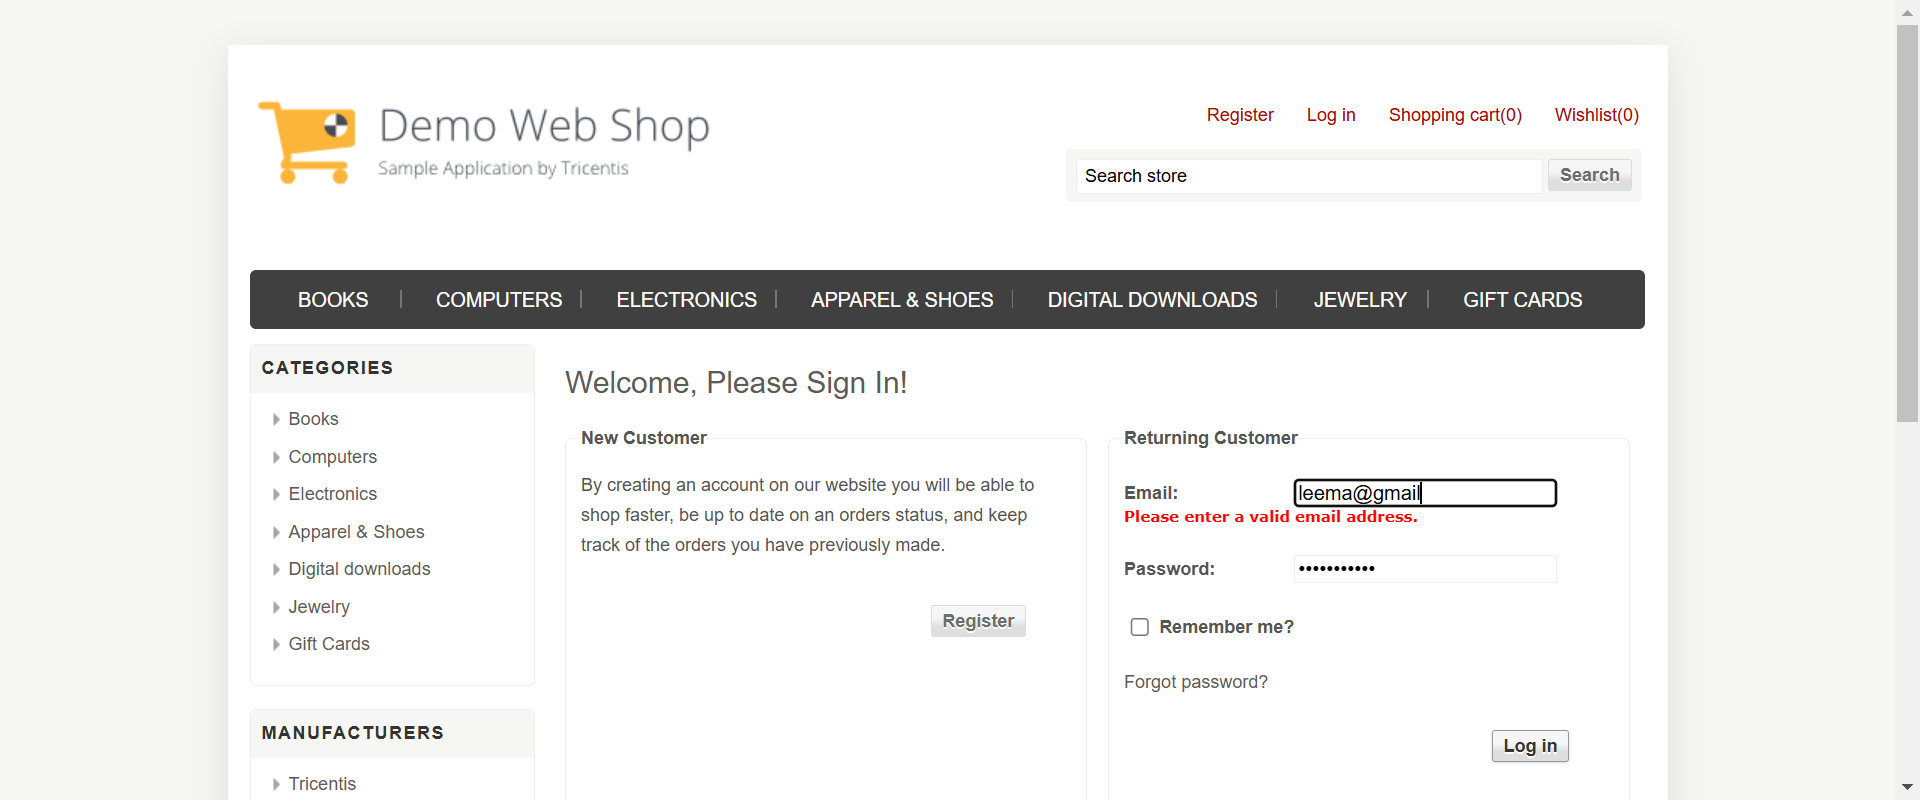 Demo Web Shop
Sample Application by Tricentis
Register Log in Shopping cart(0) Wishlist(0)
Search store Search
BOOKS COMPUTERS ELECTRONICS APPAREL & SHOES DIGITAL DOWNLOADS JEWELRY GIFT CARDS
CATEGORIES
Books
Computers
Electronics
Apparel & Shoes
Digital downloads
Jewelry
Gift Cards
MANUFACTURERS
Tricentis
Welcome, Please Sign In!
New Customer
By creating an account on our website you will be able to
shop faster, be up to date on an orders status, and keep
track of the orders you have previously made.
Register
Returning Customer
Email: leema@gmail
Please enter a valid email address.
Password: •••••••••••
Remember me?
Forgot password?
Log in